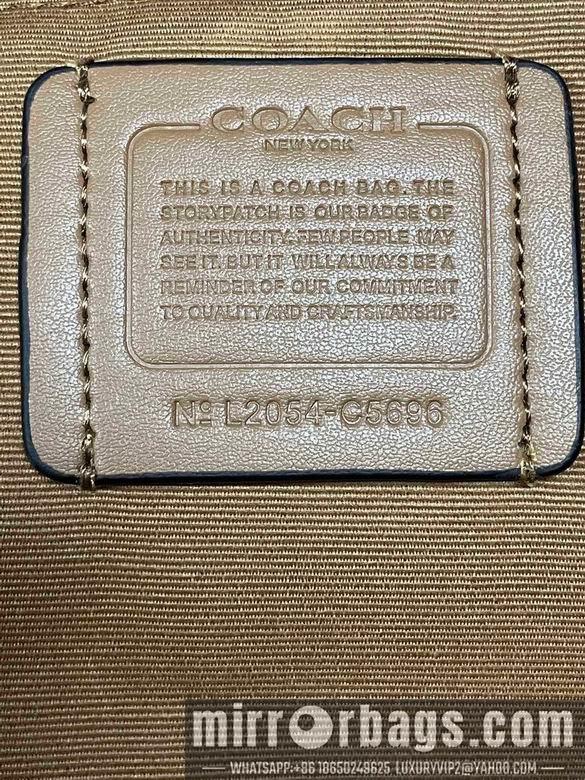 COACH
NEW YORK
THIS IS A COACH BAG. THE
STORYPATCH IS OUR BADGE OF
AUTHENTICITY. FEW PEOPLE MAY
SEE IT. BUT IT WILL ALWAYS BE A
REMINDER OF OUR COMMITMENT
TO QUALITY AND CRAFTSMANSHIP.
Nº L2054-C5696
mirrorbags.com
WHATSAPP:+86 18650249625 LUXURYVIP2@YAHOO.COM